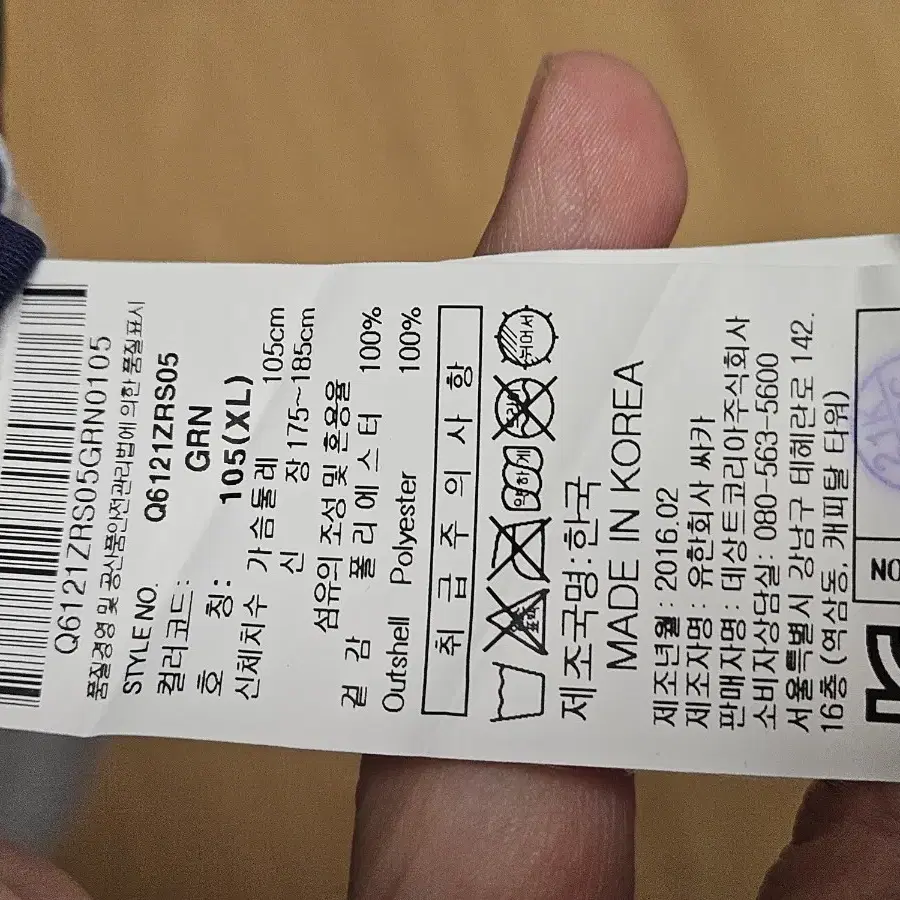 Q6121ZRS05GRN0105
품질경영 및 공산품안전관리법에 의한 품질표시
STYLE NO. Q6121ZRS05
컬러코드: GRN
호 칭: 105(XL)
신체치수 가슴둘레 105cm
신 장 175~185cm
섬유의 조성 및 혼용율
겉 감 폴리에스터 100%
Outshell Polyester 100%
취 급 주 의 사 항
약하게
뉘어서
제조국명:한국
MADE IN KOREA
제조년월 : 2016.02
제조자명 : 유한회사 싸카
판매자명 : 데상트코리아주식회사
소비자상담실 : 080-563-5600
서울특별시 강남구 테헤란로 142.
16층 (역삼동, 캐피탈 타워)